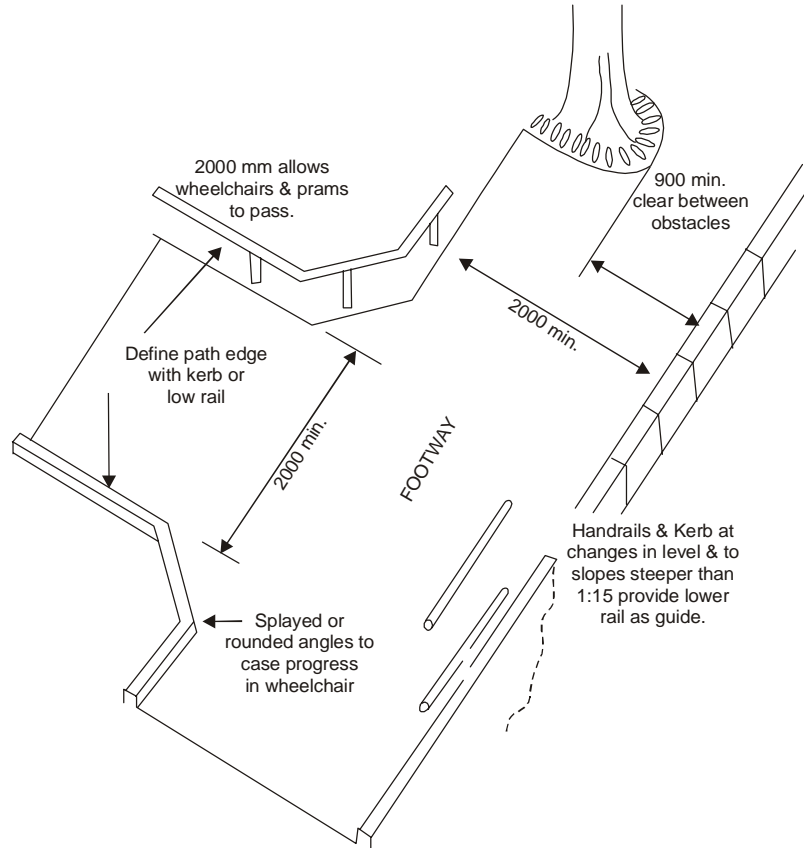 2000 mm allows
wheelchairs & prams
to pass.
900 min.
clear between
obstacles
2000 min.
Define path edge
with kerb or
low rail
2000 min.
FOOTWAY
Handrails & Kerb at
changes in level & to
slopes steeper than
1:15 provide lower
rail as guide.
Splayed or
rounded angles to
case progress
in wheelchair